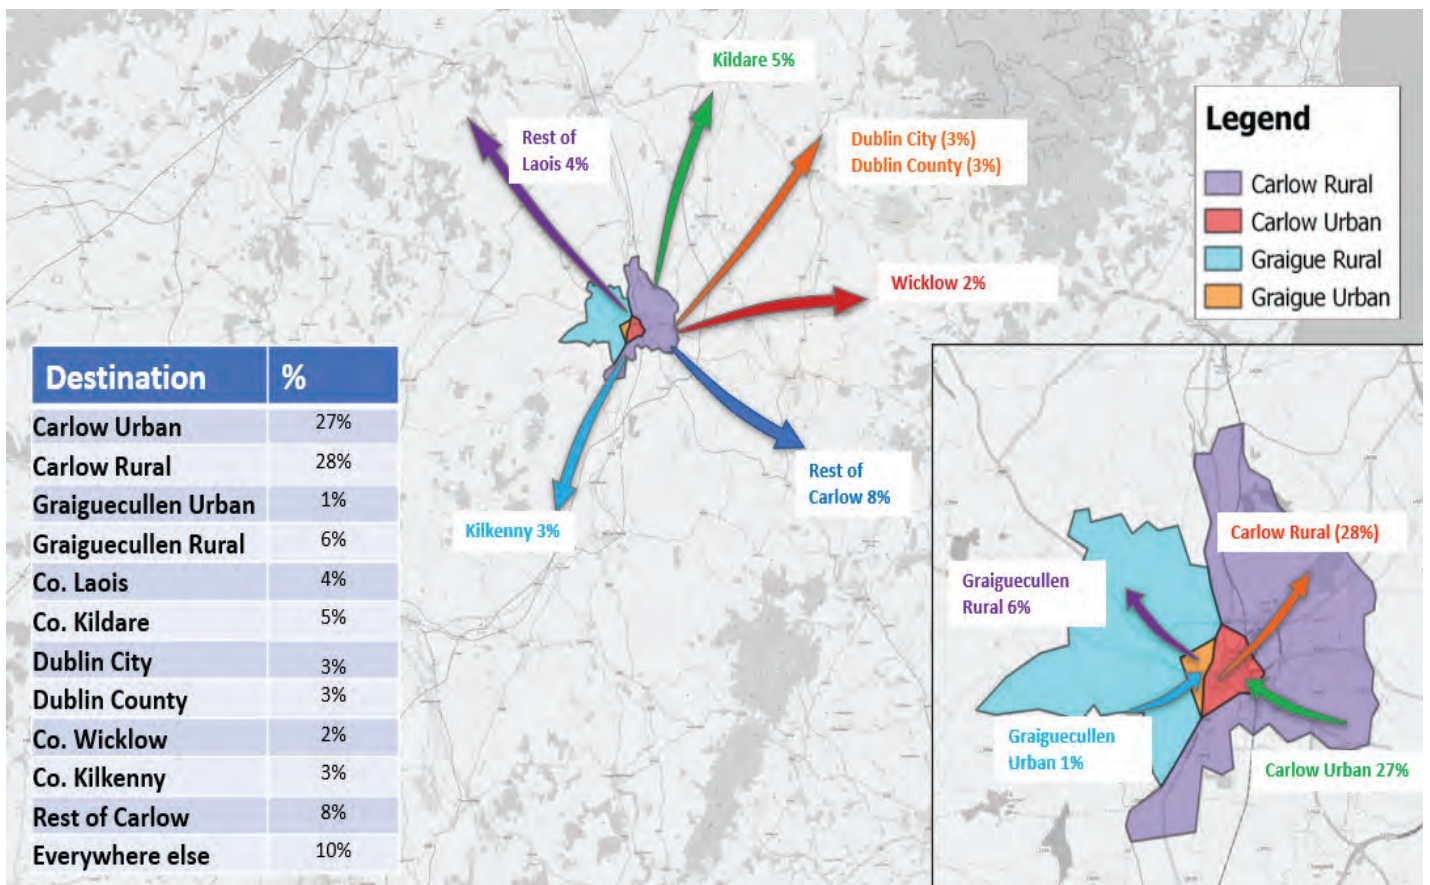 Kildare 5%
Rest of
Laois 4%
Dublin City (3%)
Dublin County (3%)
Wicklow 2%
Rest of
Carlow 8%
Kilkenny 3%
Legend
Carlow Rural
Carlow Urban
Graigue Rural
Graigue Urban
Destination %
Carlow Urban 27%
Carlow Rural 28%
Graiguecullen Urban 1%
Graiguecullen Rural 6%
Co. Laois 4%
Co. Kildare 5%
Dublin City 3%
Dublin County 3%
Co. Wicklow 2%
Co. Kilkenny 3%
Rest of Carlow 8%
Everywhere else 10%
Carlow Rural (28%)
Graiguecullen
Rural 6%
Graiguecullen
Urban 1%
Carlow Urban 27%